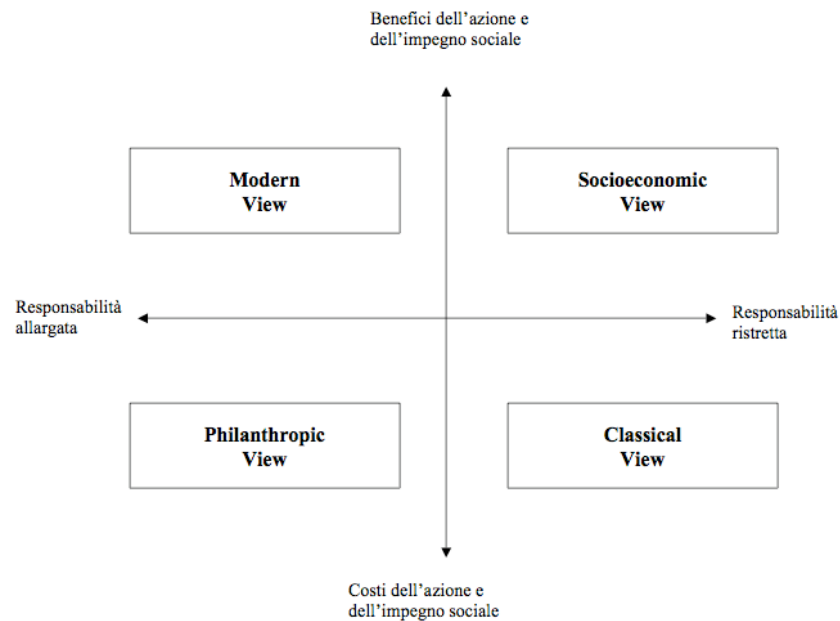 Benefici dell'azione e
dell'impegno sociale
Modern
View
Socioeconomic
View
Responsabilità
allargata
Responsabilità
ristretta
Philanthropic
View
Classical
View
Costi dell'azione e
dell'impegno sociale